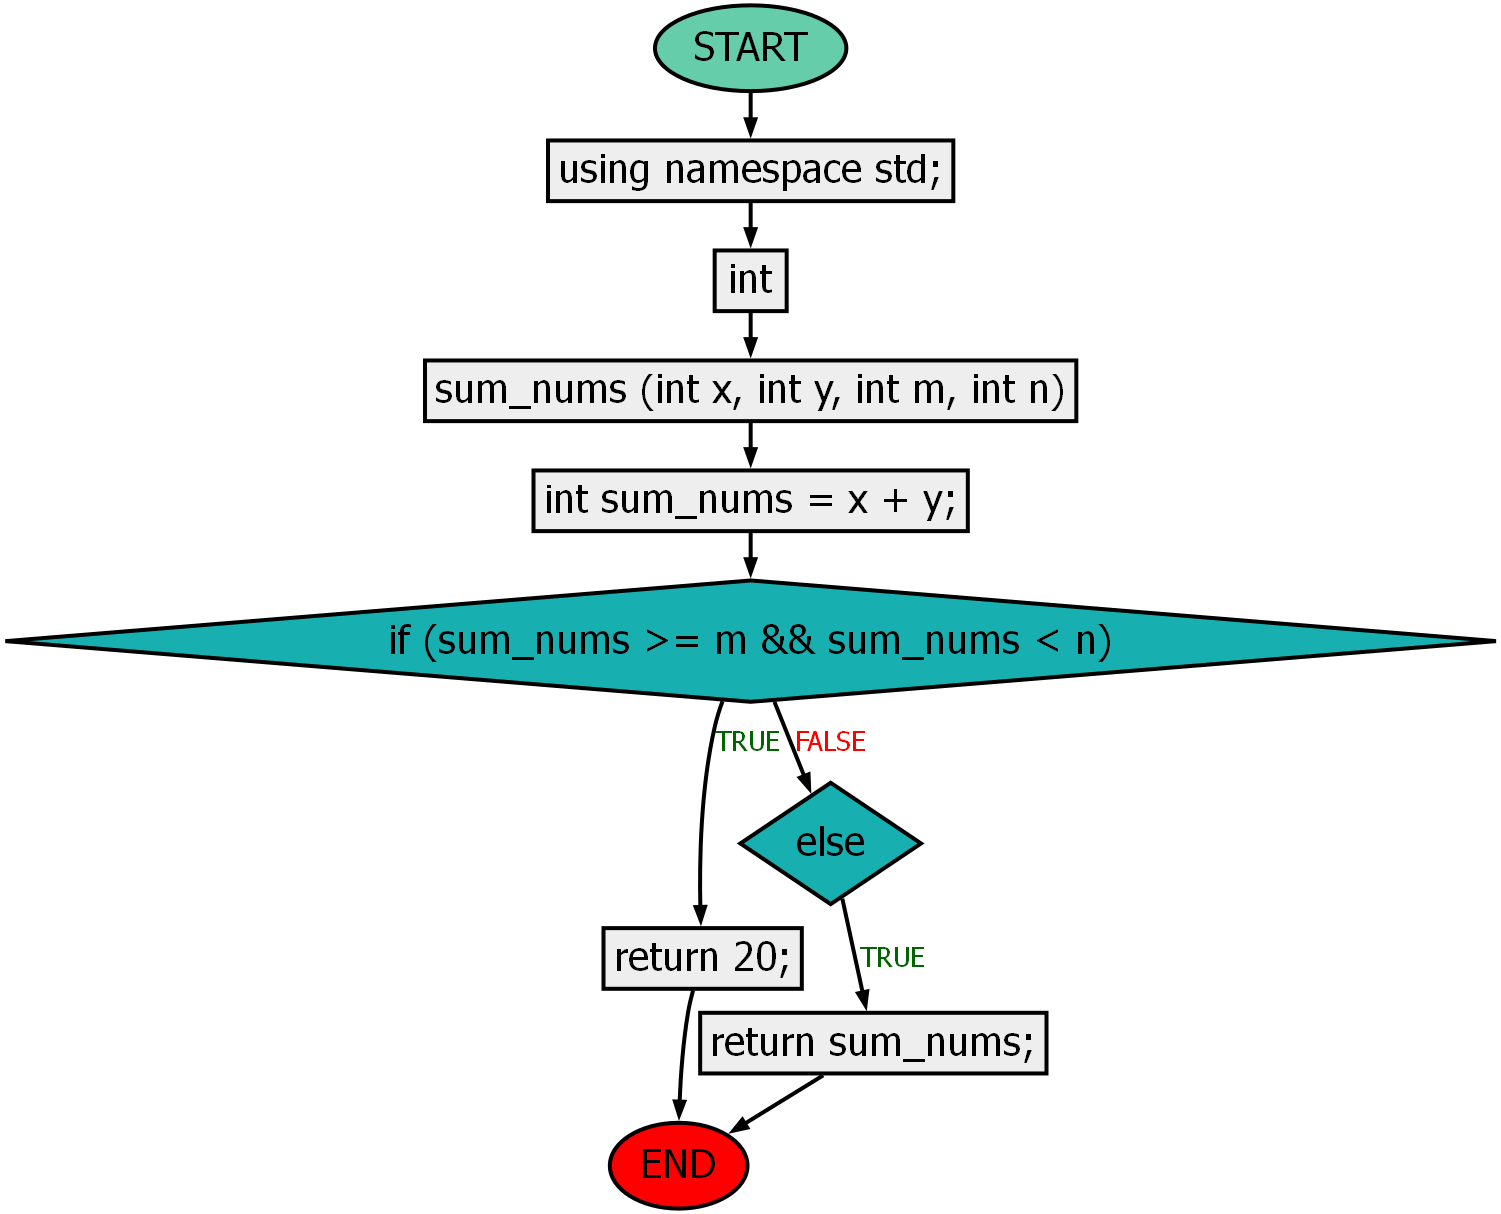 START
using namespace std;
int
sum_nums (int x, int y, int m, int n)
int sum_nums = x + y;
if (sum_nums >= m && sum_nums < n)
TRUE
FALSE
else
return 20;
TRUE
return sum_nums;
END